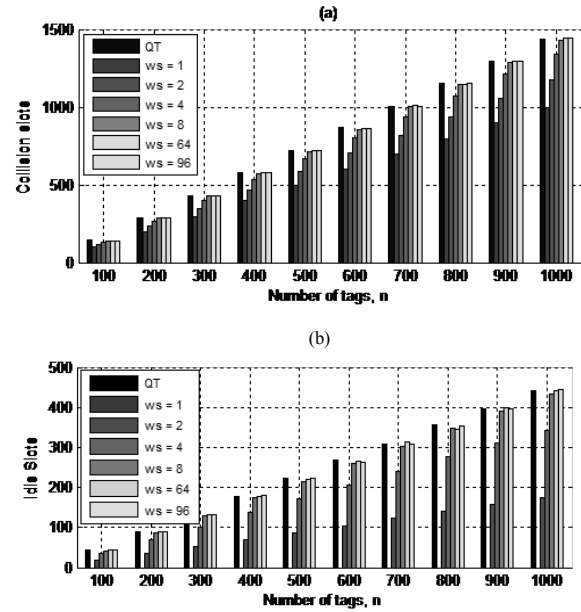 (a)
1500
1000
500
0
Collision slots
QT
ws = 1
ws = 2
ws = 4
ws = 8
ws = 64
ws = 96
100 200 300 400 500 600 700 800 900 1000
Number of tags, n
(b)
500
400
300
200
100
0
Idle Slots
QT
ws = 1
ws = 2
ws = 4
ws = 8
ws = 64
ws = 96
100 200 300 400 500 600 700 800 900 1000
Number of tags, n